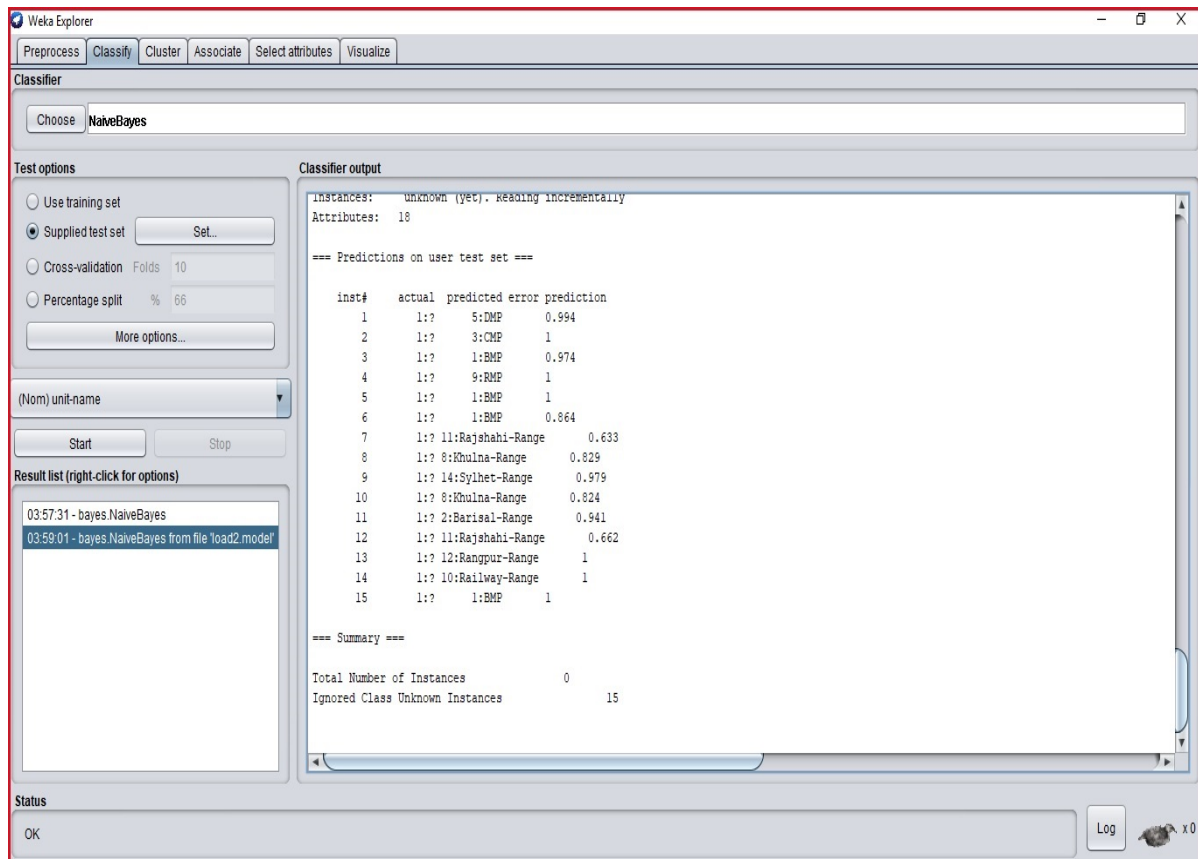 Weka Explorer
Preprocess Classify Cluster Associate Select attributes Visualize
Classifier
Choose NaiveBayes
Test options
Use training set
Supplied test set Set...
Cross-validation Folds 10
Percentage split % 66
More options...
(Nom) unit-name
Start Stop
Result list (right-click for options)
03:57:31 - bayes.NaiveBayes
03:59:01 - bayes.NaiveBayes from file 'load2.model'
Classifier output
Instances: unknown (yet). Reading incrementally
Attributes: 18
=== Predictions on user test set ===
inst# actual predicted error prediction
1 1:? 5:DMP 0.994
2 1:? 3:CMP 1
3 1:? 1:BMP 0.974
4 1:? 9:RMP 1
5 1:? 1:BMP 1
6 1:? 1:BMP 0.864
7 1:? 11:Rajshahi-Range 0.633
8 1:? 8:Khulna-Range 0.829
9 1:? 14:Sylhet-Range 0.979
10 1:? 8:Khulna-Range 0.824
11 1:? 2:Barisal-Range 0.941
12 1:? 11:Rajshahi-Range 0.662
13 1:? 12:Rangpur-Range 1
14 1:? 10:Railway-Range 1
15 1:? 1:BMP 1
=== Summary ===
Total Number of Instances 0
Ignored Class Unknown Instances 15
Status
OK
Log x 0